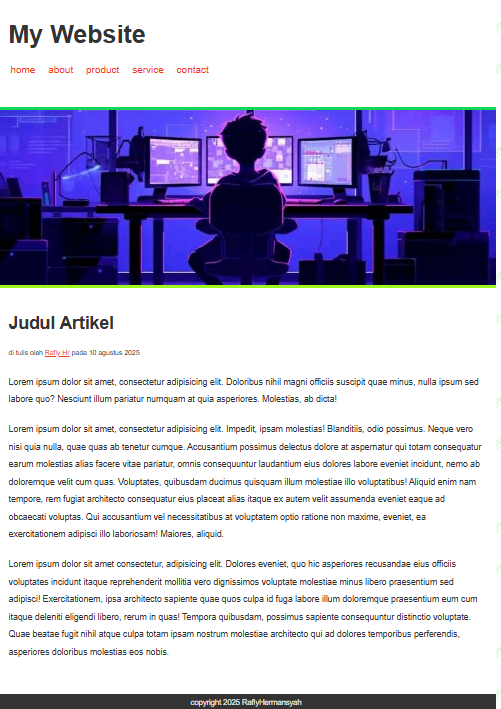 My Website
home about product service contact
Judul Artikel
di tulis oleh Rafly Hr pada 10 agustus 2025
Lorem ipsum dolor sit amet, consectetur adipisicing elit. Doloribus nihil magni officiis suscipit quae minus, nulla ipsum sed
labore quo? Nesciunt illum pariatur numquam at quia asperiores. Molestias, ab dicta!
Lorem ipsum dolor sit amet, consectetur adipisicing elit. Impedit, ipsam molestias! Blanditiis, odio possimus. Neque vero
nisi quia nulla, quae quas ab tenetur cumque. Accusantium possimus delectus dolore at aspernatur qui totam consequatur
earum molestias alias facere vitae pariatur, omnis consequuntur laudantium eius dolores labore eveniet incidunt, nemo ab
doloremque velit cum quas. Voluptates, quibusdam ducimus quisquam illum molestiae illo voluptatibus! Aliquid enim nam
tempore, rem fugiat architecto consequatur eius placeat alias itaque ex autem velit assumenda eveniet eaque ad
obcaecati voluptas. Qui accusantium vel necessitatibus at voluptatem optio ratione non maxime, eveniet, ea
exercitationem adipisci illo laboriosam! Maiores, aliquid.
Lorem ipsum dolor sit amet consectetur, adipisicing elit. Dolores eveniet, quo hic asperiores recusandae eius officiis
voluptates incidunt itaque reprehenderit mollitia vero dignissimos voluptate molestiae minus libero praesentium sed
adipisci! Exercitationem, ipsa architecto sapiente quae quos culpa id fuga labore illum doloremque praesentium eum cum
itaque deleniti eligendi libero, rerum in quas! Tempora quibusdam, possimus sapiente consequuntur distinctio voluptate.
Quae beatae fugit nihil atque culpa totam ipsam nostrum molestiae architecto qui ad dolores temporibus perferendis,
asperiores doloribus molestias eos nobis.
copyright 2025 RaflyHermansyah